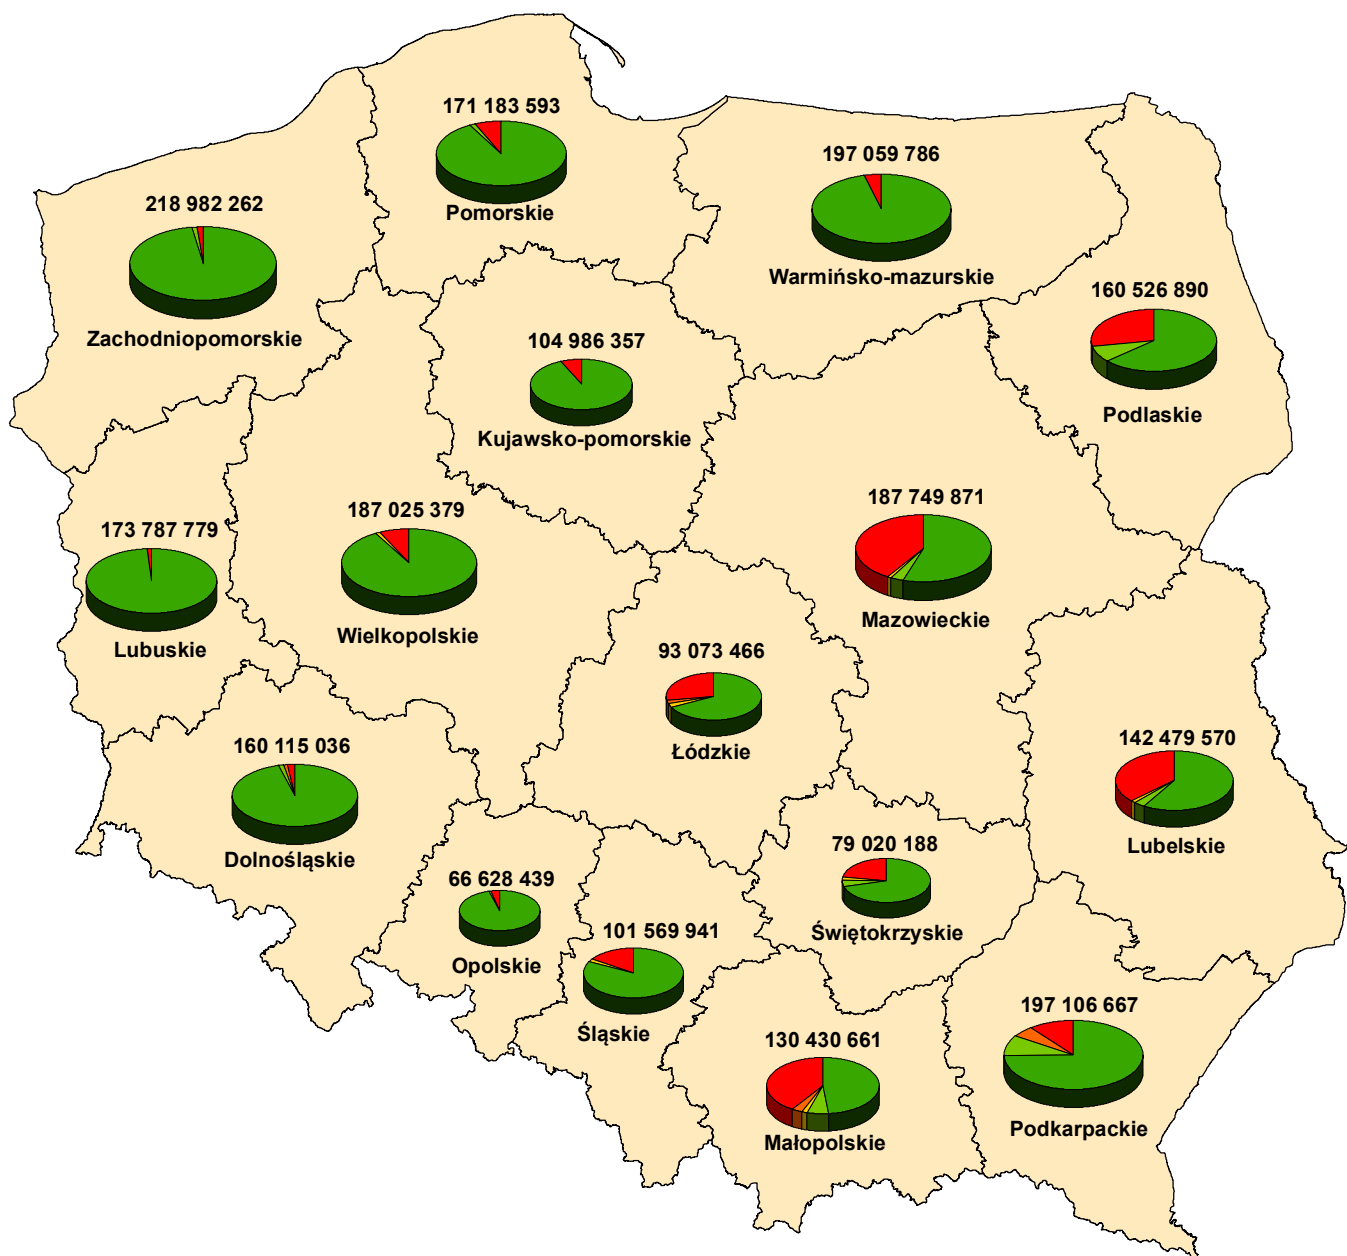 171 183 593
Pomorskie
197 059 786
Warmińsko-mazurskie
218 982 262
Zachodniopomorskie
160 526 890
Podlaskie
104 986 357
Kujawsko-pomorskie
187 025 379
Wielkopolskie
187 749 871
Mazowieckie
173 787 779
Lubuskie
93 073 466
Łódzkie
160 115 036
Dolnośląskie
142 479 570
Lubelskie
79 020 188
Świętokrzyskie
66 628 439
Opolskie
101 569 941
Śląskie
197 106 667
Podkarpackie
130 430 661
Małopolskie